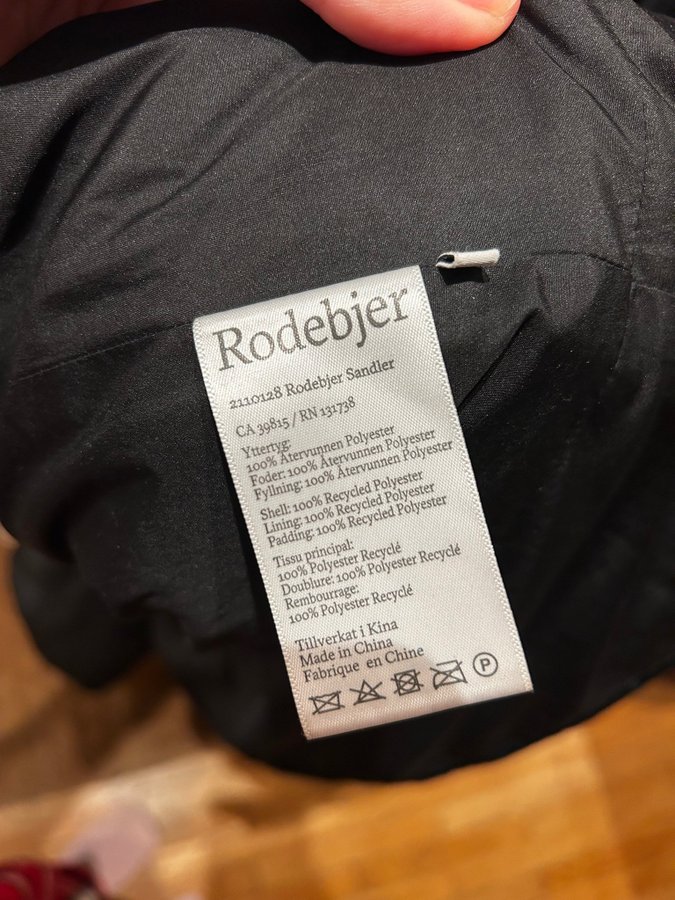 Rodebjer
2110128 Rodebjer Sandler
CA 39815 / RN 131738
Yttertyg:
100% Återvunnen Polyester
Foder: 100% Återvunnen Polyester
Fyllning: 100% Återvunnen Polyester
Shell: 100% Recycled Polyester
Lining: 100% Recycled Polyester
Padding: 100% Recycled Polyester
Tissu principal:
100% Polyester Recyclé
Doublure: 100% Polyester Recyclé
Rembourrage:
100% Polyester Recyclé
Tillverkat i Kina
Made in China
Fabrique en Chine
P